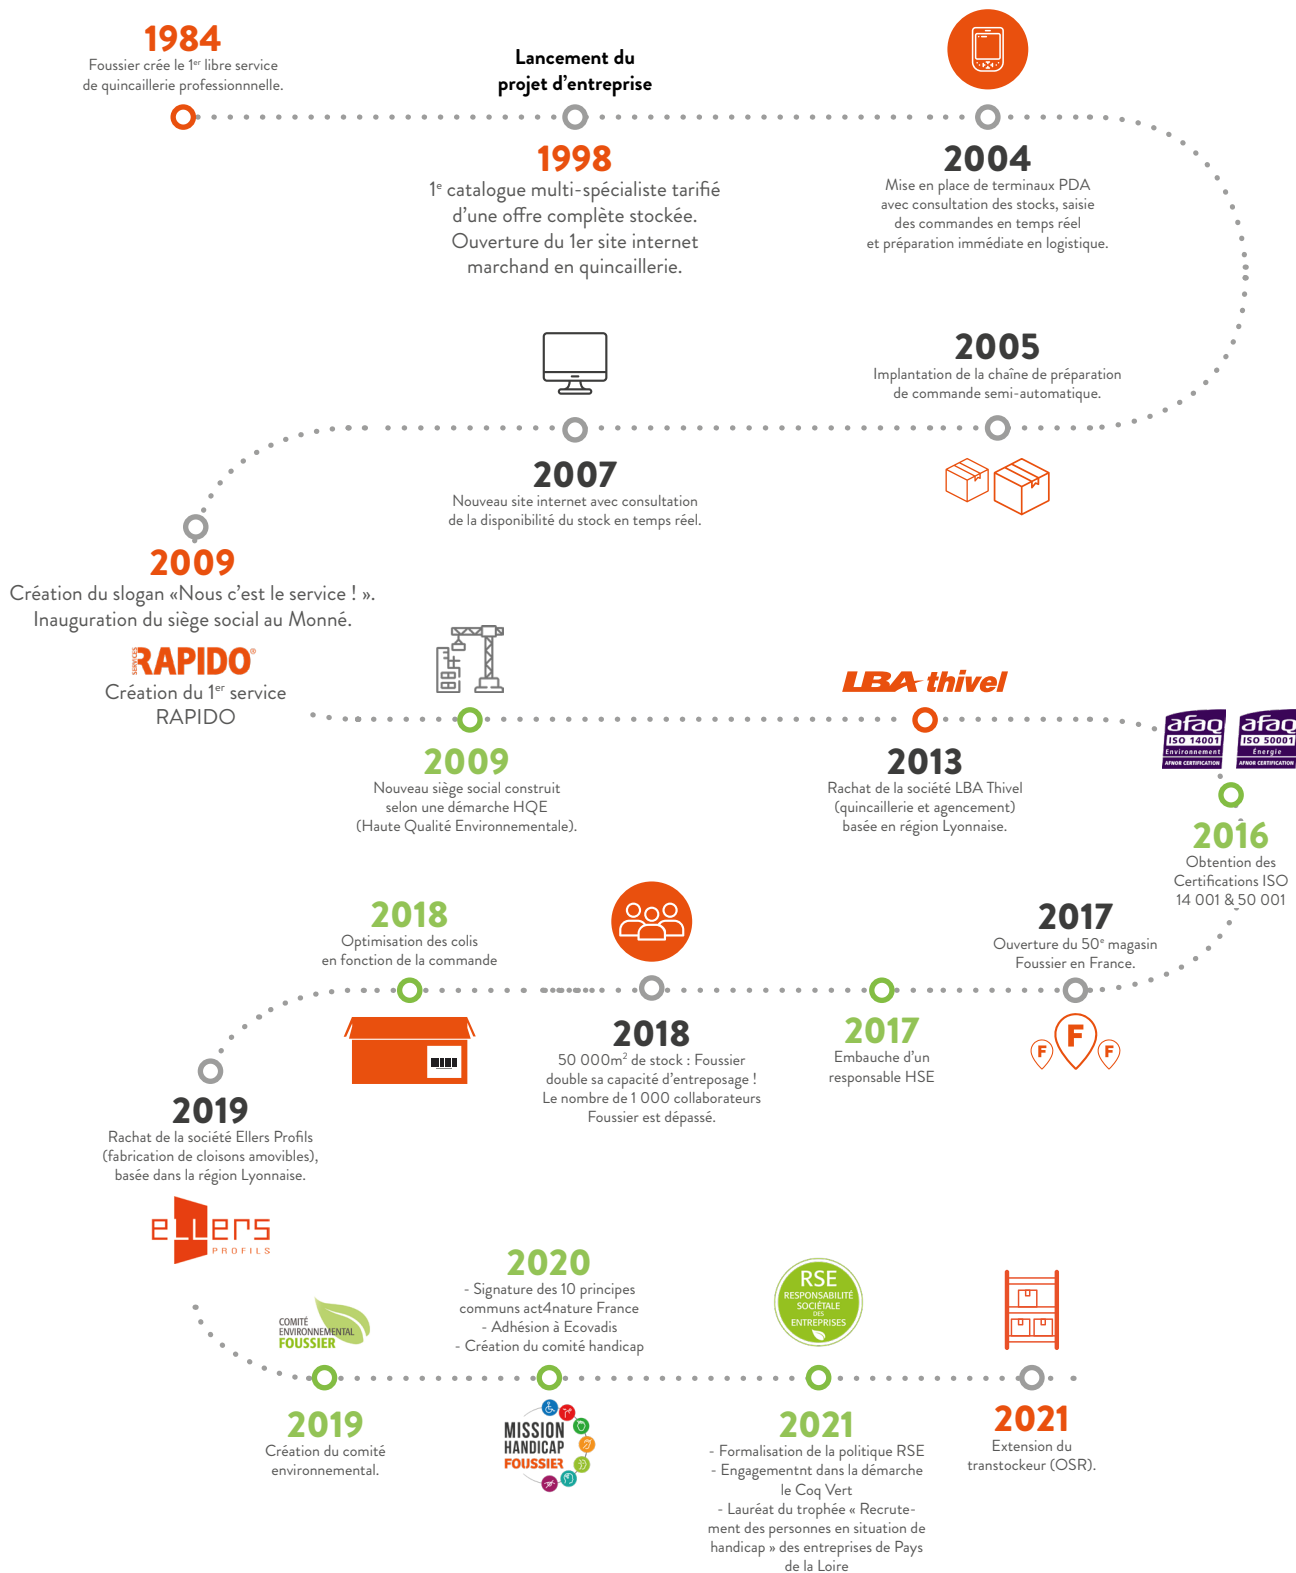 1984
Foussier crée le 1er libre service
de quincaillerie professionnnelle.
Lancement du
projet d'entreprise
1998
1e catalogue multi-spécialiste tarifié
d'une offre complète stockée.
Ouverture du 1er site internet
marchand en quincaillerie.
2004
Mise en place de terminaux PDA
avec consultation des stocks, saisie
des commandes en temps réel
et préparation immédiate en logistique.
2005
Implantation de la chaîne de préparation
de commande semi-automatique.
2007
Nouveau site internet avec consultation
de la disponibilité du stock en temps réel.
2009
Création du slogan «Nous c'est le service ! ».
Inauguration du siège social au Monné.
SERVICES
RAPIDO®
Création du 1er service
RAPIDO
2009
Nouveau siège social construit
selon une démarche HQE
(Haute Qualité Environnementale).
LBA thivel
2013
Rachat de la société LBA Thivel
(quincaillerie et agencement)
basée en région Lyonnaise.
afaq
ISO 14001
Environnement
AFNOR CERTIFICATION
afaq
ISO 50001
Énergie
AFNOR CERTIFICATION
2016
Obtention des
Certifications ISO
14 001 & 50 001
2017
Ouverture du 50e magasin
Foussier en France.
F
F
F
2017
Embauche d'un
responsable HSE
2018
50 000m2 de stock : Foussier
double sa capacité d'entreposage !
Le nombre de 1 000 collaborateurs
Foussier est dépassé.
2018
Optimisation des colis
en fonction de la commande
2019
Rachat de la société Ellers Profils
(fabrication de cloisons amovibles),
basée dans la région Lyonnaise.
eLLers
PROFILS
COMITÉ
ENVIRONNEMENTAL
FOUSSIER
2019
Création du comité
environnemental.
2020
- Signature des 10 principes
communs act4nature France
- Adhésion à Ecovadis
- Création du comité handicap
MISSION
HANDICAP
FOUSSIER
RSE
RESPONSABILITÉ
SOCIÉTALE
DES
ENTREPRISES
2021
- Formalisation de la politique RSE
- Engagementnt dans la démarche
le Coq Vert
- Lauréat du trophée « Recrute-
ment des personnes en situation de
handicap » des entreprises de Pays
de la Loire
2021
Extension du
transtockeur (OSR).